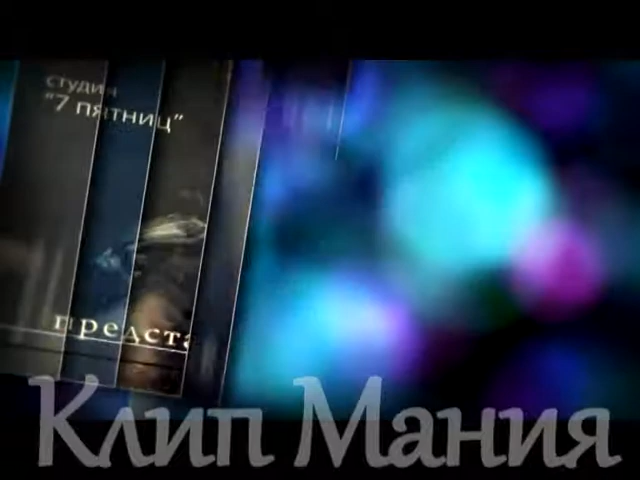 студия
"7 пятниц"
предста
Клип Мания